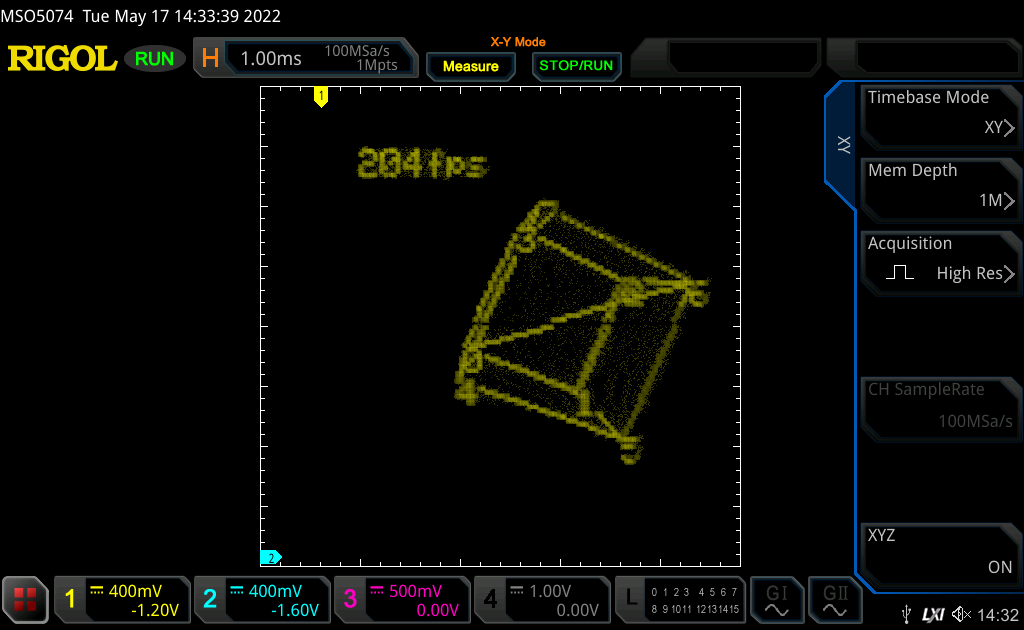 MSO5074 Tue May 17 14:33:39 2022
RIGOL RUN H 1.00ms 100MSa/s 1Mpts
X-Y Mode
Measure STOP/RUN
1
204fps
2
XY
Timebase Mode
XY
Mem Depth
1M
Acquisition
High Res
CH SampleRate
100MSa/s
XYZ
ON
1 400mV -1.20V
2 400mV -1.60V
3 500mV 0.00V
4 1.00V 0.00V
L 0 1 2 3 4 5 6 7
8 9 10 11 12 13 14 15
GI GII
LXI 14:32